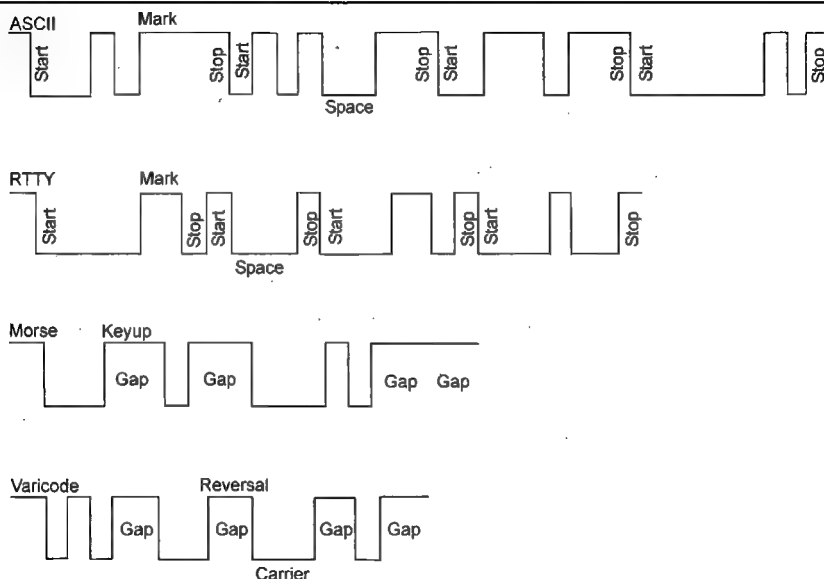 ASCII Mark
Start Stop Start Stop Start Stop Start Stop
Space
RTTY Mark
Start Stop Start Stop Start Stop Start Stop
Space
Morse Keyup
Gap Gap Gap Gap
Varicode Reversal
Gap Gap Gap Gap
Carrier